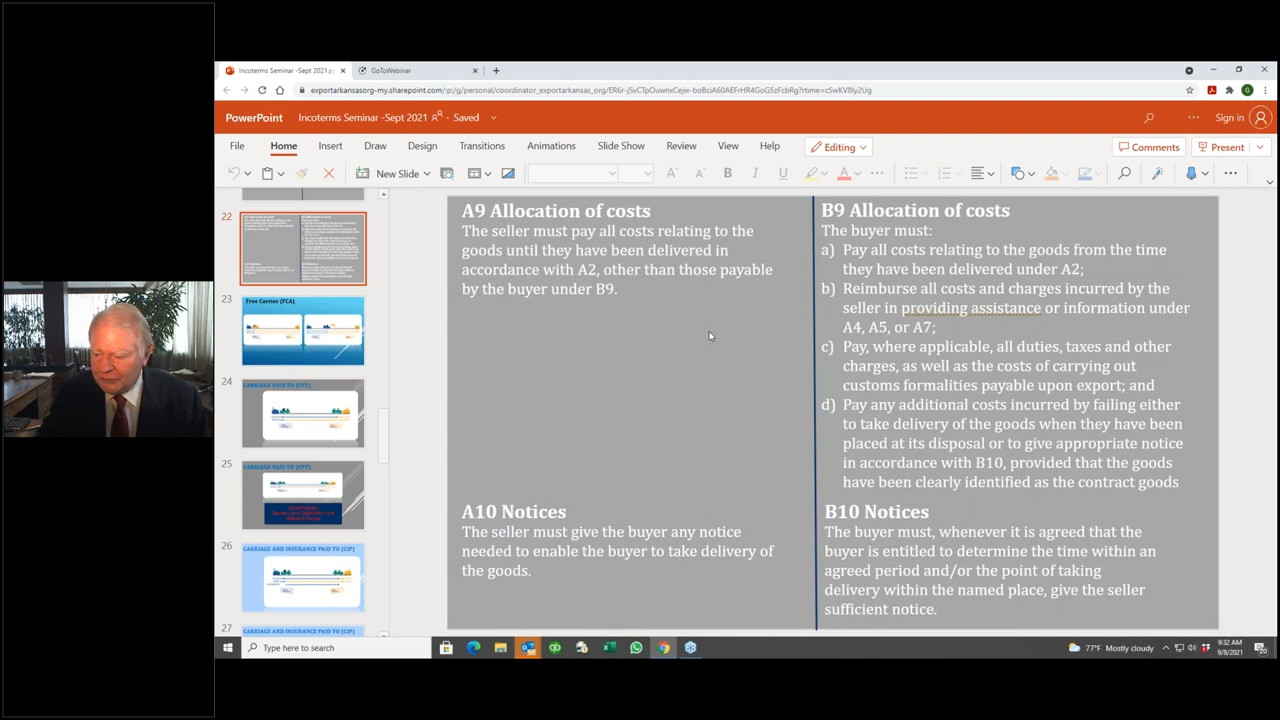 Incoterms Seminar -Sept 2021.p
GoToWebinar
exportarkansasorg-my.sharepoint.com/:p:/g/personal/coordinator_exportarkansas_org/
PowerPoint
Incoterms Seminar -Sept 2021 - Saved
Sign in
File Home Insert Draw Design Transitions Animations Slide Show Review View Help
Editing
Comments
Present
New Slide
22
23
Free Carrier (FCA)
24
CARRIAGE PAID TO (CPT)
25
CARRIAGE PAID TO (CPT)
26
CARRIAGE AND INSURANCE PAID TO (CIP)
27
CARRIAGE AND INSURANCE PAID TO (CIP)
A9 Allocation of costs
The seller must pay all costs relating to the
goods until they have been delivered in
accordance with A2, other than those payable
by the buyer under B9.
A10 Notices
The seller must give the buyer any notice
needed to enable the buyer to take delivery of
the goods.
B9 Allocation of costs
The buyer must:
a) Pay all costs relating to the goods from the time
they have been delivered under A2;
b) Reimburse all costs and charges incurred by the
seller in providing assistance or information under
A4, A5, or A7;
c) Pay, where applicable, all duties, taxes and other
charges, as well as the costs of carrying out
customs formalities payable upon export; and
d) Pay any additional costs incurred by failing either
to take delivery of the goods when they have been
placed at its disposal or to give appropriate notice
in accordance with B10, provided that the goods
have been clearly identified as the contract goods
B10 Notices
The buyer must, whenever it is agreed that the
buyer is entitled to determine the time within an
agreed period and/or the point of taking
delivery within the named place, give the seller
sufficient notice.
Type here to search
77°F Mostly cloudy
9:32 AM
9/8/2021